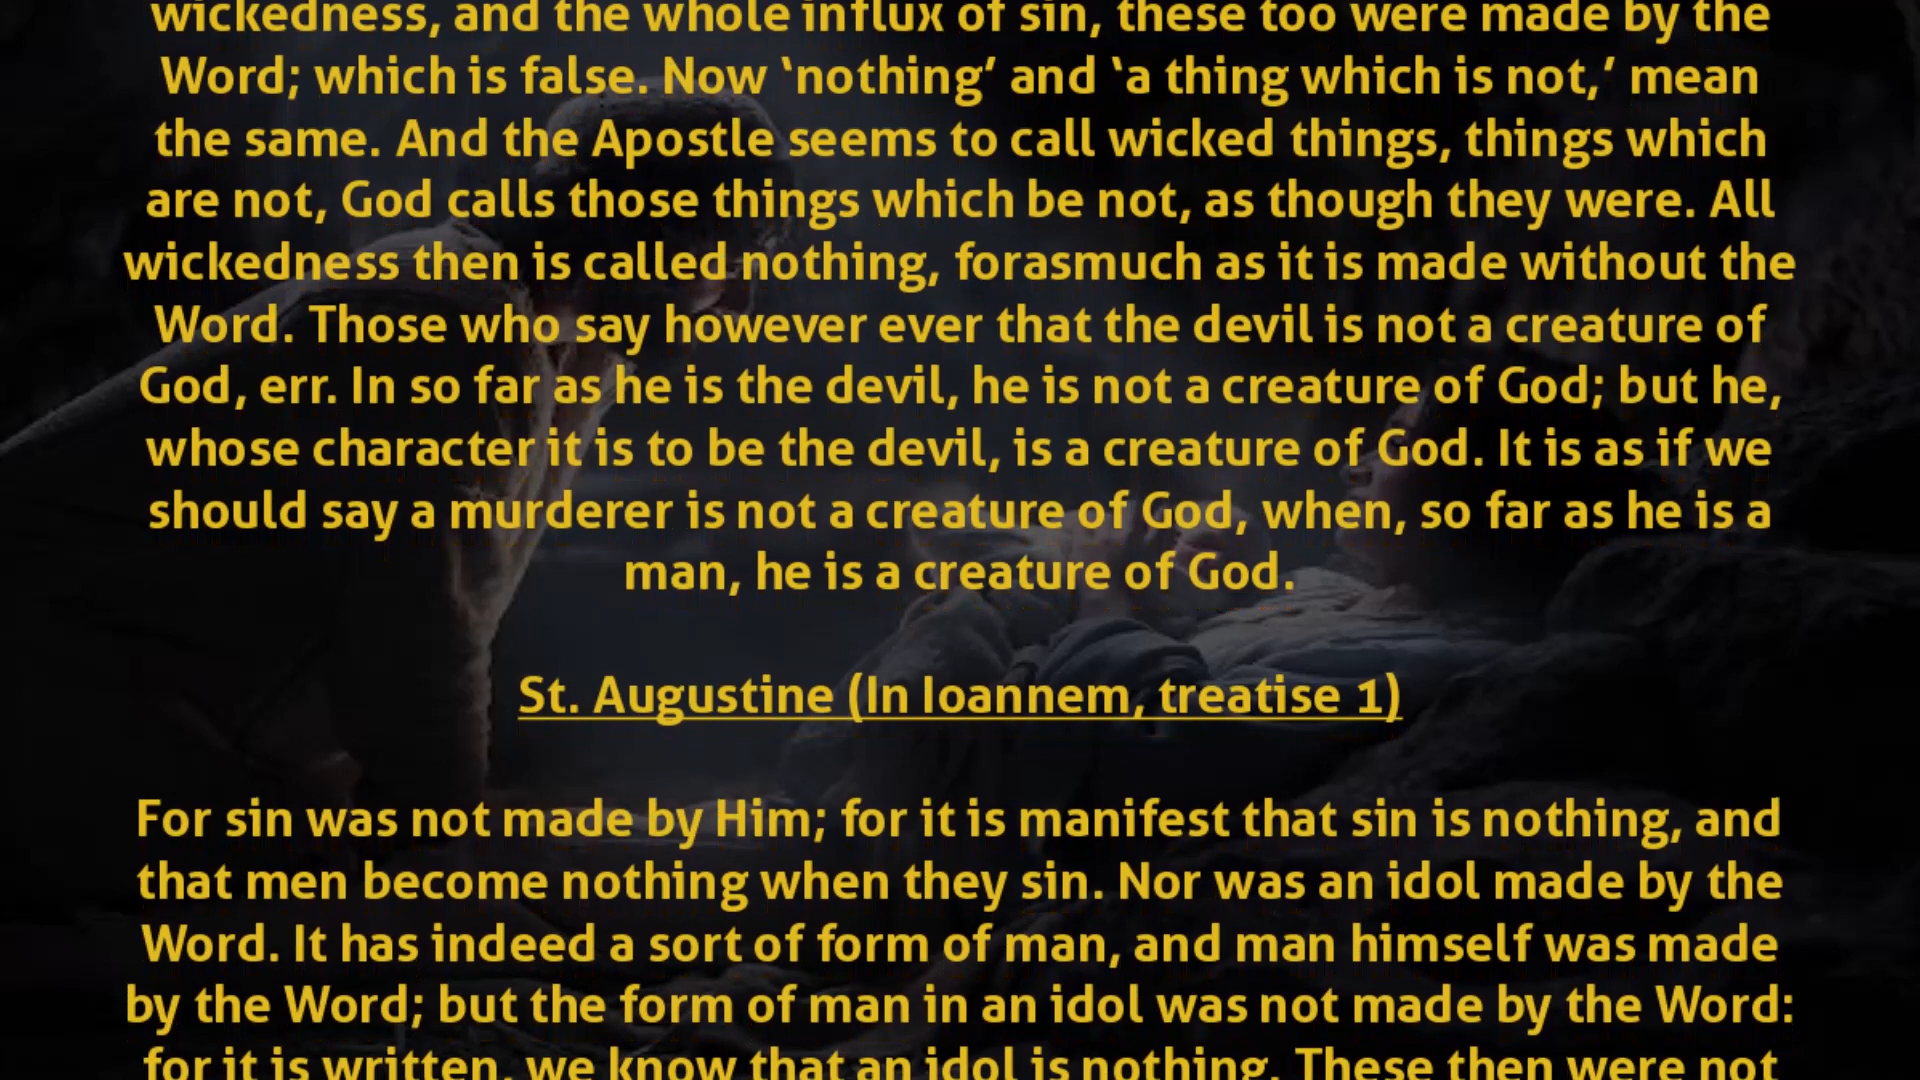 wickedness, and the whole influx of sin, these too were made by the
Word; which is false. Now ‘nothing’ and ‘a thing which is not,’ mean
the same. And the Apostle seems to call wicked things, things which
are not, God calls those things which be not, as though they were. All
wickedness then is called nothing, forasmuch as it is made without the
Word. Those who say however ever that the devil is not a creature of
God, err. In so far as he is the devil, he is not a creature of God; but he,
whose character it is to be the devil, is a creature of God. It is as if we
should say a murderer is not a creature of God, when, so far as he is a
man, he is a creature of God.
St. Augustine (In Ioannem, treatise 1)
For sin was not made by Him; for it is manifest that sin is nothing, and
that men become nothing when they sin. Nor was an idol made by the
Word. It has indeed a sort of form of man, and man himself was made
by the Word; but the form of man in an idol was not made by the Word:
for it is written, we know that an idol is nothing. These then were not